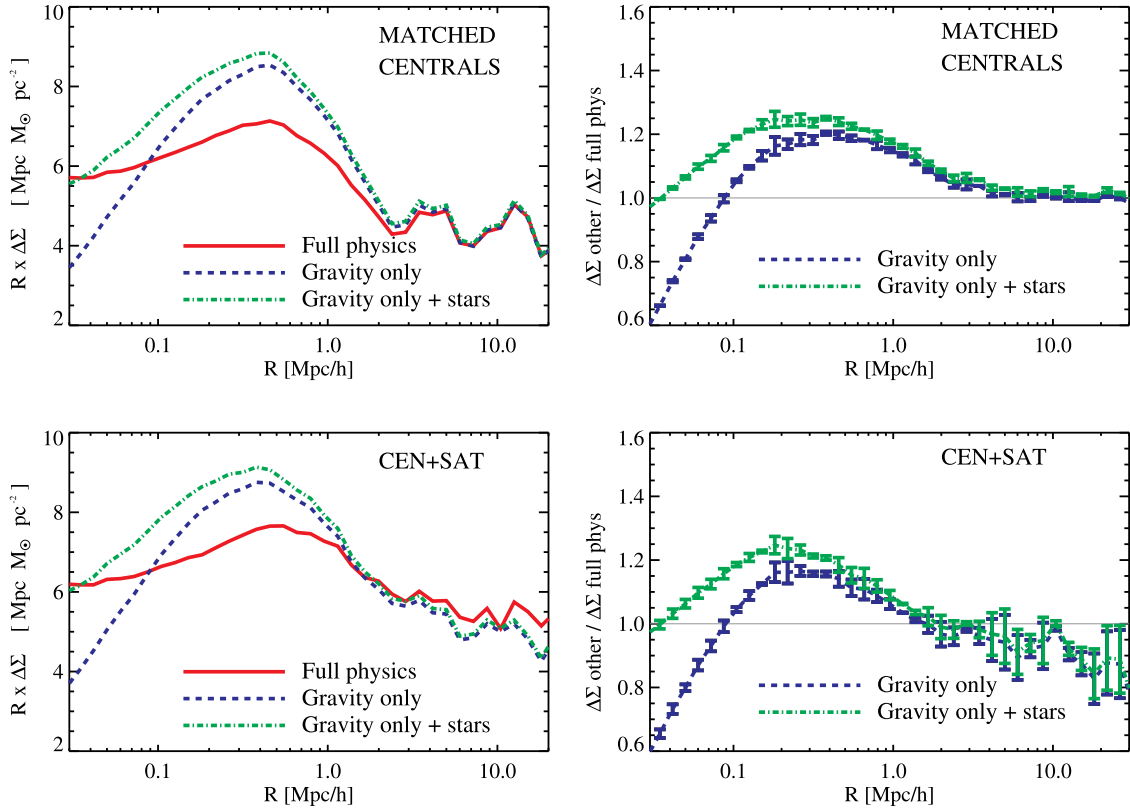 10
8
6
4
2
R x ΔΣ [ Mpc M⊙ pc⁻² ]
MATCHED
CENTRALS
Full physics
Gravity only
Gravity only + stars
0.1
1.0
10.0
R [Mpc/h]
1.6
1.4
1.2
1.0
0.8
0.6
ΔΣ other / ΔΣ full phys
MATCHED
CENTRALS
Gravity only
Gravity only + stars
0.1
1.0
10.0
R [Mpc/h]
10
8
6
4
2
R x ΔΣ [ Mpc M⊙ pc⁻² ]
CEN+SAT
Full physics
Gravity only
Gravity only + stars
0.1
1.0
10.0
R [Mpc/h]
1.6
1.4
1.2
1.0
0.8
0.6
ΔΣ other / ΔΣ full phys
CEN+SAT
Gravity only
Gravity only + stars
0.1
1.0
10.0
R [Mpc/h]